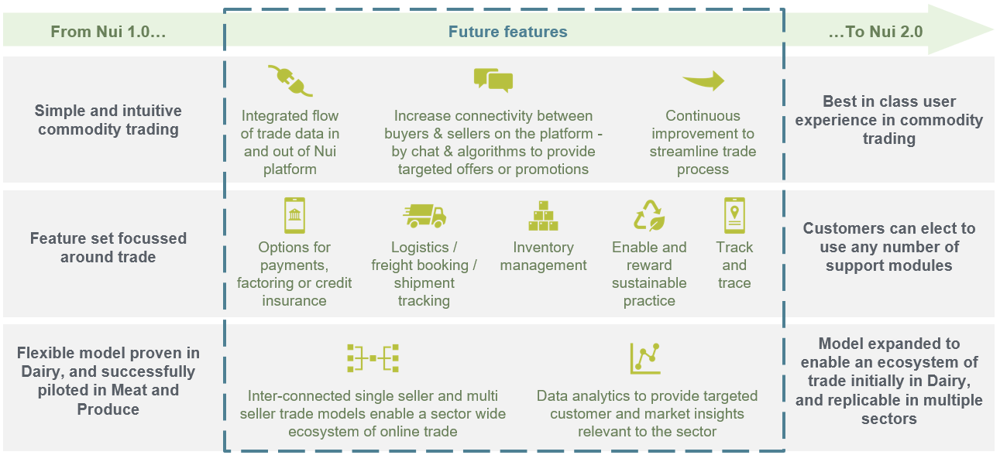 From Nui 1.0…
Future features
…To Nui 2.0
Simple and intuitive
commodity trading
Integrated flow
of trade data in
and out of Nui
platform
Increase connectivity between
buyers & sellers on the platform -
by chat & algorithms to provide
targeted offers or promotions
Continuous
improvement to
streamline trade
process
Best in class user
experience in commodity
trading
Feature set focussed
around trade
Options for
payments,
factoring or credit
insurance
Logistics /
freight booking /
shipment
tracking
Inventory
management
Enable and
reward
sustainable
practice
Track
and
trace
Customers can elect to
use any number of
support modules
Flexible model proven in
Dairy, and successfully
piloted in Meat and
Produce
Inter-connected single seller and multi
seller trade models enable a sector wide
ecosystem of online trade
Data analytics to provide targeted
customer and market insights
relevant to the sector
Model expanded to
enable an ecosystem of
trade initially in Dairy,
and replicable in multiple
sectors